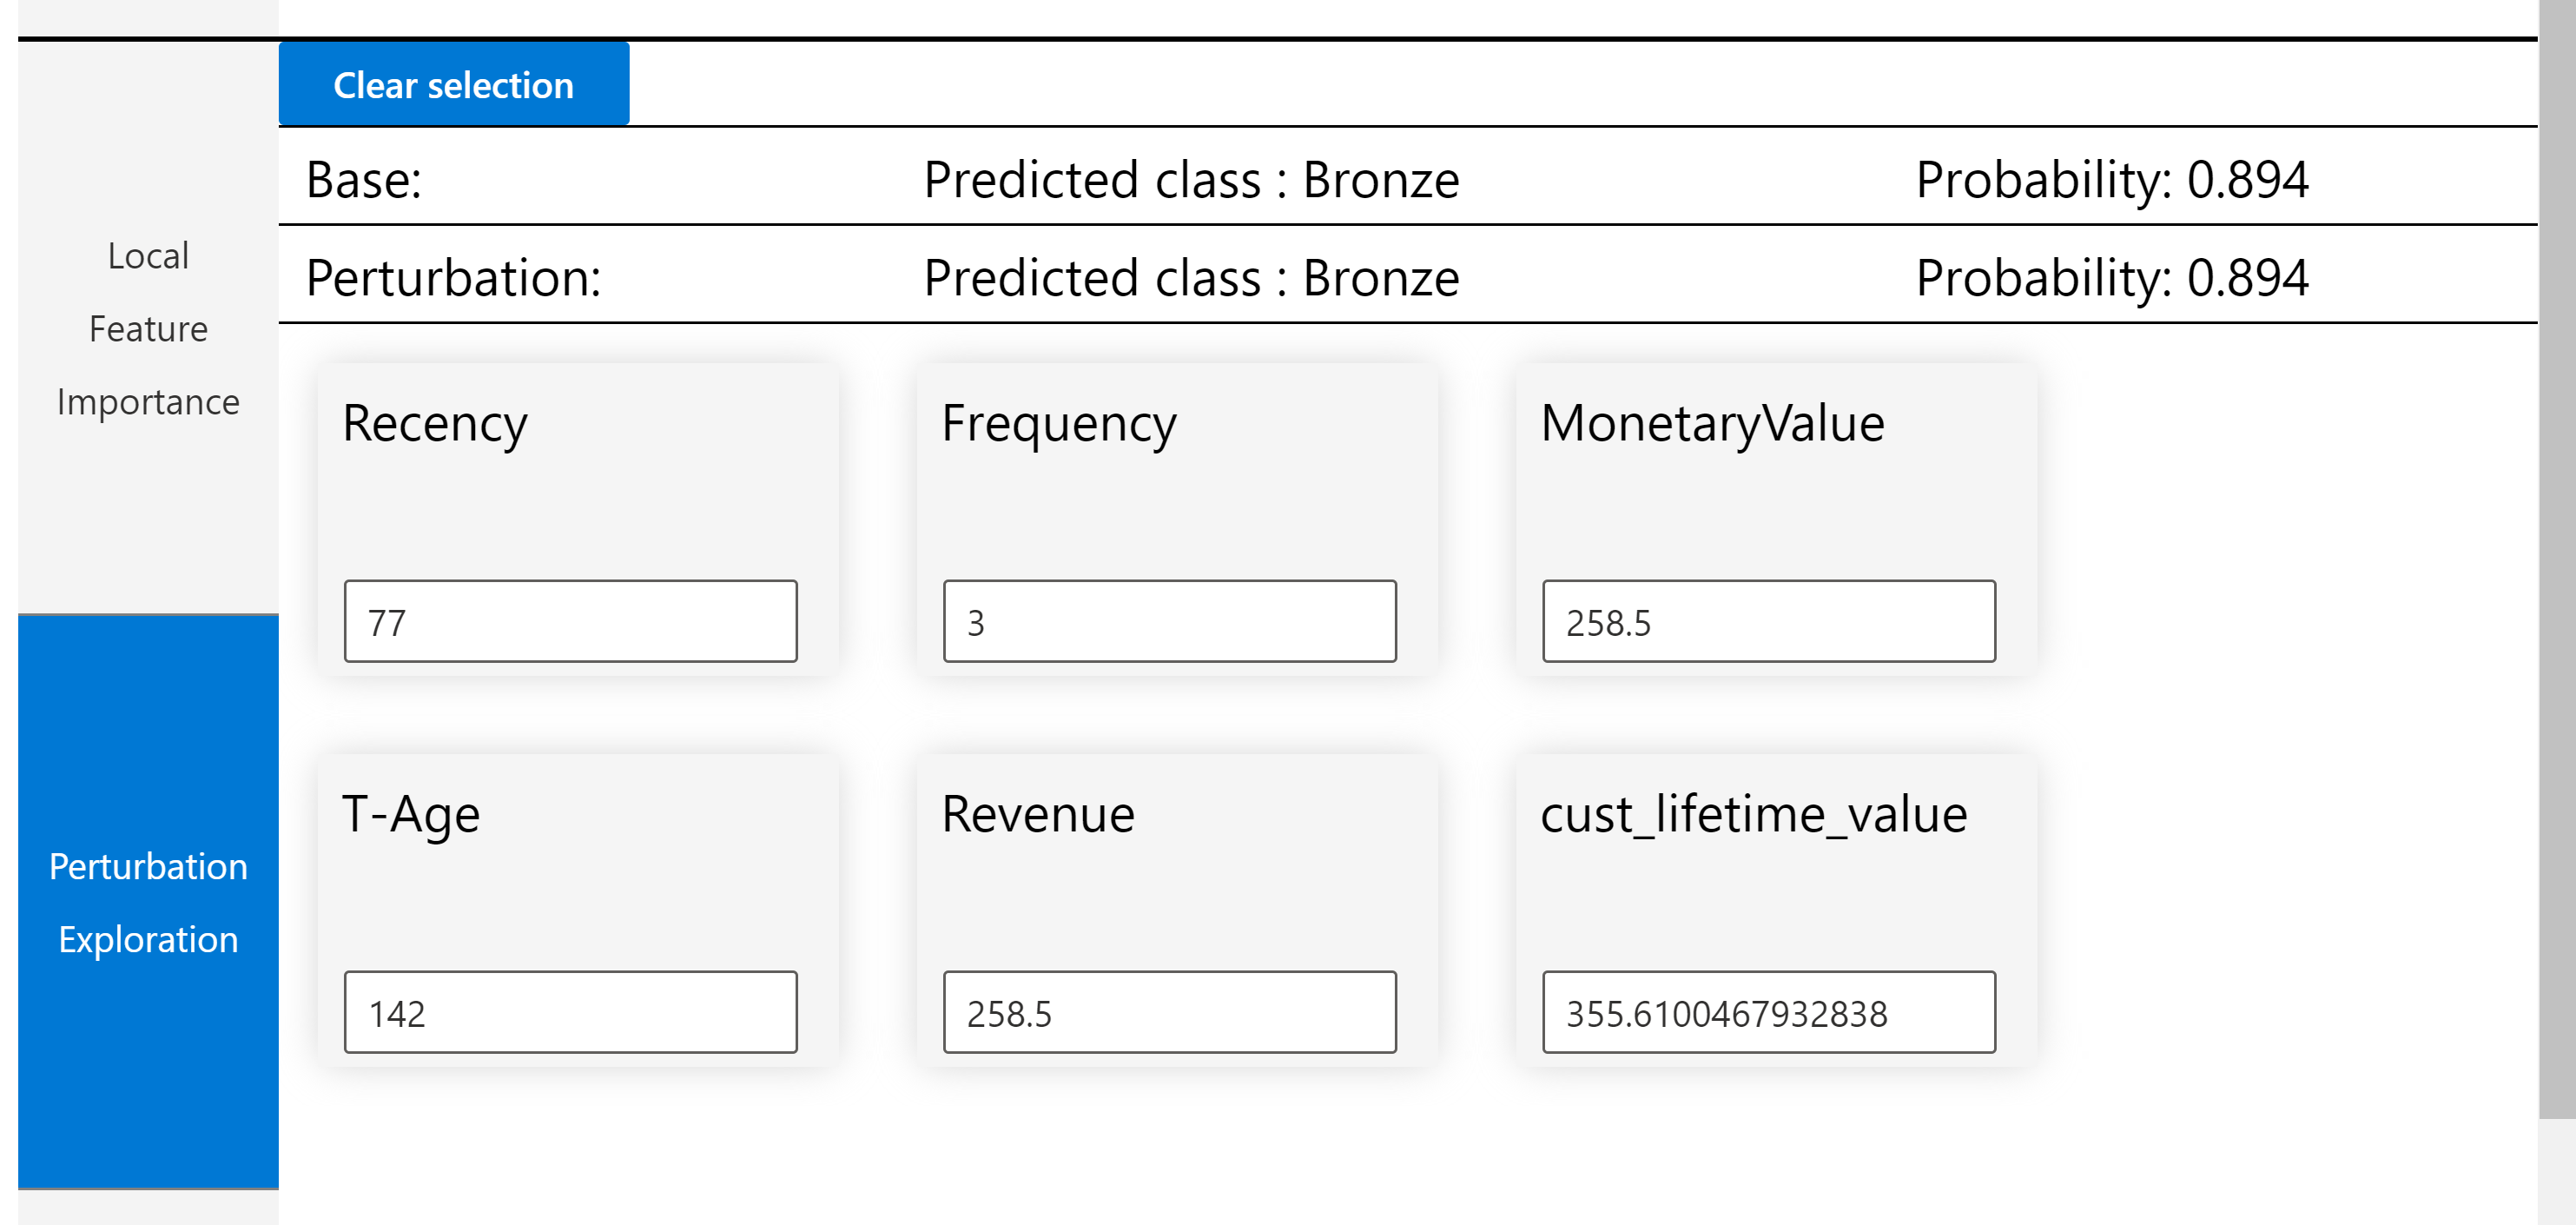 Clear selection
Base: Predicted class : Bronze Probability: 0.894
Perturbation: Predicted class : Bronze Probability: 0.894
Local
Feature
Importance
Perturbation
Exploration
Recency Frequency MonetaryValue
77 3 258.5
T-Age Revenue cust_lifetime_value
142 258.5 355.6100467932838